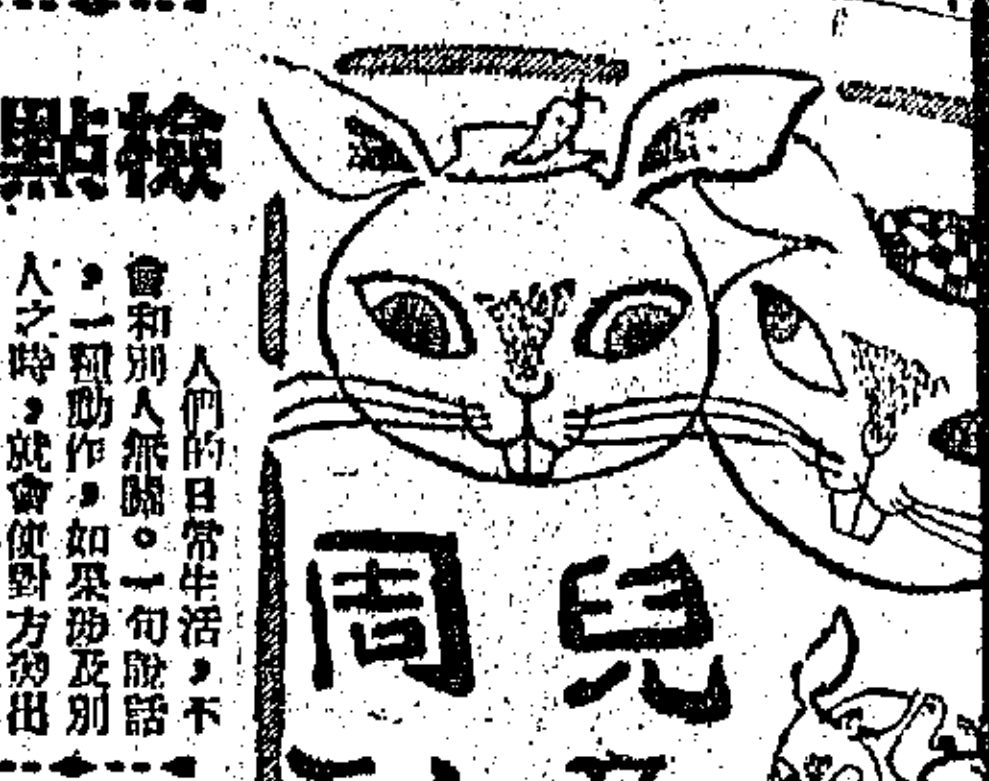 兒
周
檢點
人們的日常生活，不
會和別人無關。一句說話
，一種動作，如果涉及別
人之時，就會使對方發出